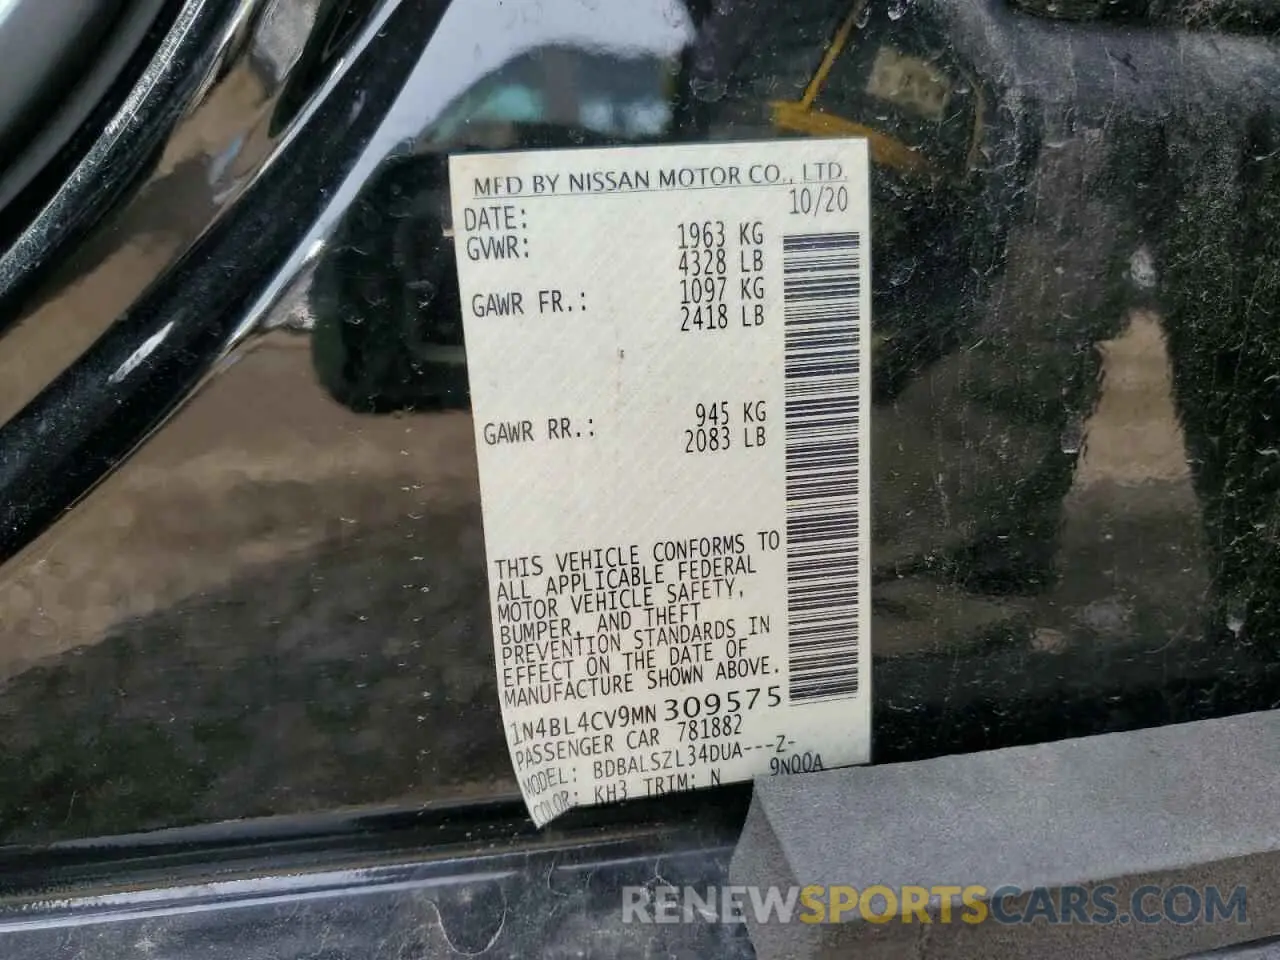 MFD BY NISSAN MOTOR CO., LTD.
DATE: 10/20
GVWR: 1963 KG
4328 LB
GAWR FR.: 1097 KG
2418 LB
GAWR RR.: 945 KG
2083 LB
THIS VEHICLE CONFORMS TO
ALL APPLICABLE FEDERAL
MOTOR VEHICLE SAFETY,
BUMPER, AND THEFT
PREVENTION STANDARDS IN
EFFECT ON THE DATE OF
MANUFACTURE SHOWN ABOVE.
1N4BL4CV9MN309575
PASSENGER CAR 781882
MODEL: BDBALSZL34DUA---Z-
COLOR: KH3 TRIM: N 9N00A
RENEWSPORTSCARS.COM